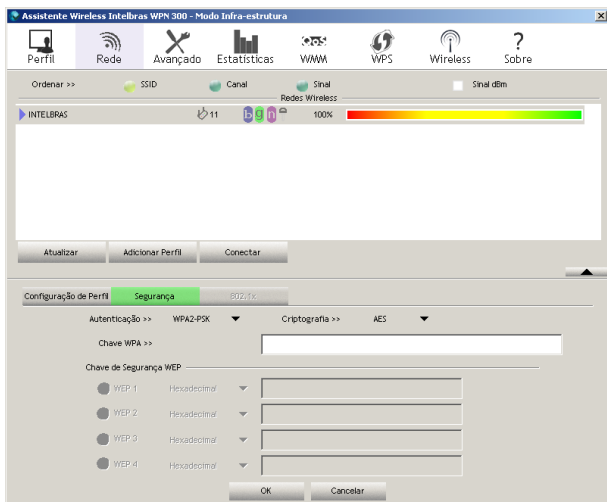 Assistente Wireless Intelbras WPN 300 - Modo Infra-estrutura
Perfil Rede Avançado Estatísticas WMM WPS Wireless Sobre
QoS
Ordenar >> SSID Canal Sinal Sinal dBm
Redes Wireless
INTELBRAS 11 b g n 100%
Atualizar Adicionar Perfil Conectar
Configuração de Perfil Segurança 802.1x
Autenticação >> WPA2-PSK Criptografia >> AES
Chave WPA >>
Chave de Segurança WEP
WEP 1 Hexadecimal
WEP 2 Hexadecimal
WEP 3 Hexadecimal
WEP 4 Hexadecimal
OK Cancelar